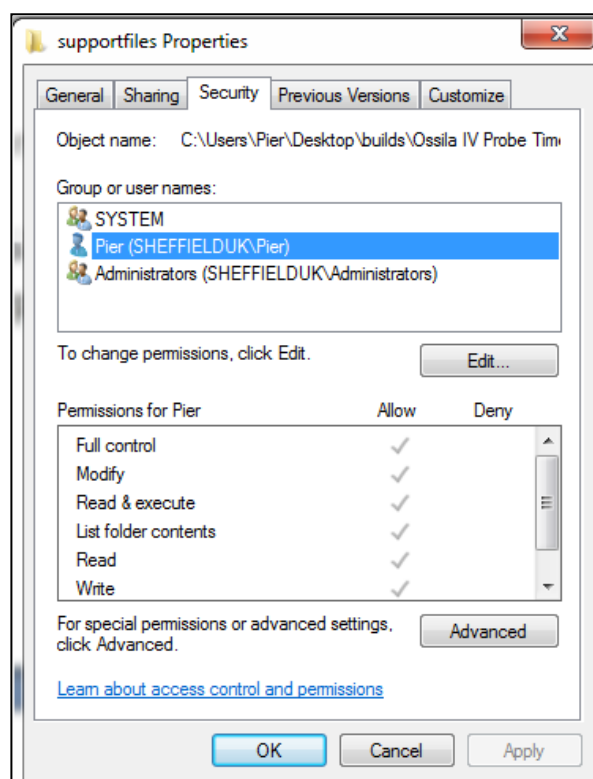 supportfiles Properties
General Sharing Security Previous Versions Customize
Object name: C:\Users\Pier\Desktop\builds\Ossila IV Probe Time
Group or user names:
SYSTEM
Pier (SHEFFIELDUK\Pier)
Administrators (SHEFFIELDUK\Administrators)
To change permissions, click Edit.
Edit...
Permissions for Pier Allow Deny
Full control
Modify
Read & execute
List folder contents
Read
Write
For special permissions or advanced settings,
click Advanced.
Advanced
Learn about access control and permissions
OK Cancel Apply